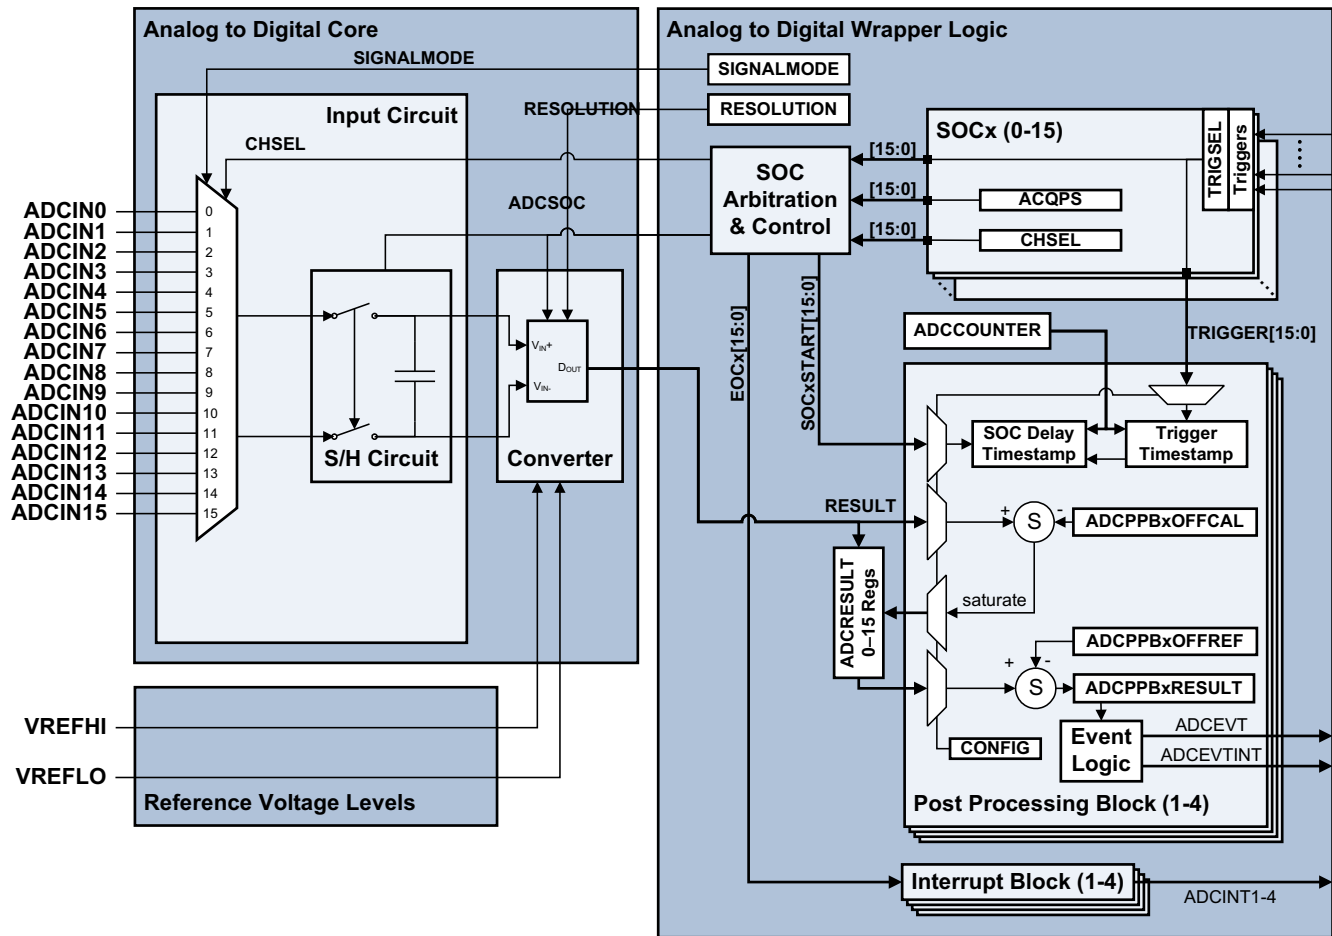 Analog to Digital Core
SIGNALMODE
RESOLUTION
Input Circuit
CHSEL
ADCSOC
ADCIN0
ADCIN1
ADCIN2
ADCIN3
ADCIN4
ADCIN5
ADCIN6
ADCIN7
ADCIN8
ADCIN9
ADCIN10
ADCIN11
ADCIN12
ADCIN13
ADCIN14
ADCIN15
0
1
2
3
4
5
6
7
8
9
10
11
12
13
14
15
S/H Circuit
VIN+
DOUT
VIN-
Converter
VREFHI
VREFLO
Reference Voltage Levels
Analog to Digital Wrapper Logic
SIGNALMODE
RESOLUTION
SOC
Arbitration
& Control
[15:0]
[15:0]
[15:0]
SOCx (0-15)
ACQPS
CHSEL
TRIGSEL
Triggers
EOCx[15:0]
SOCxSTART[15:0]
ADCCOUNTER
TRIGGER[15:0]
SOC Delay
Timestamp
Trigger
Timestamp
RESULT
+
S
-
ADCPPBxOFFCAL
ADCRESULT
0–15 Regs
saturate
ADCPPBxOFFREF
+
-
S
ADCPPBxRESULT
CONFIG
Event
Logic
ADCEVT
ADCEVTINT
Post Processing Block (1-4)
Interrupt Block (1-4)
ADCINT1-4